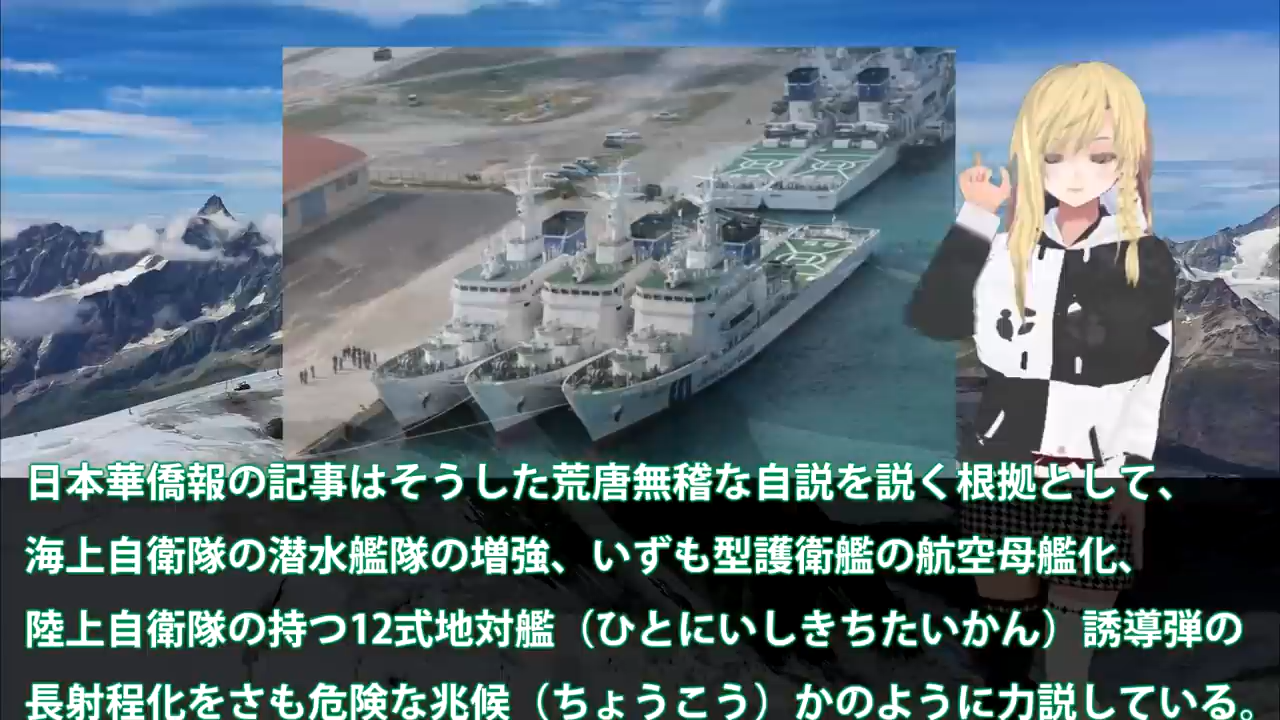 日本華僑報の記事はそうした荒唐無稽な自説を説く根拠として、
海上自衛隊の潜水艦隊の増強、いずも型護衛艦の航空母艦化、
陸上自衛隊の持つ12式地対艦（ひとにいしきちたいかん）誘導弾の
長射程化をさも危険な兆候（ちょうこう）かのように力説している。